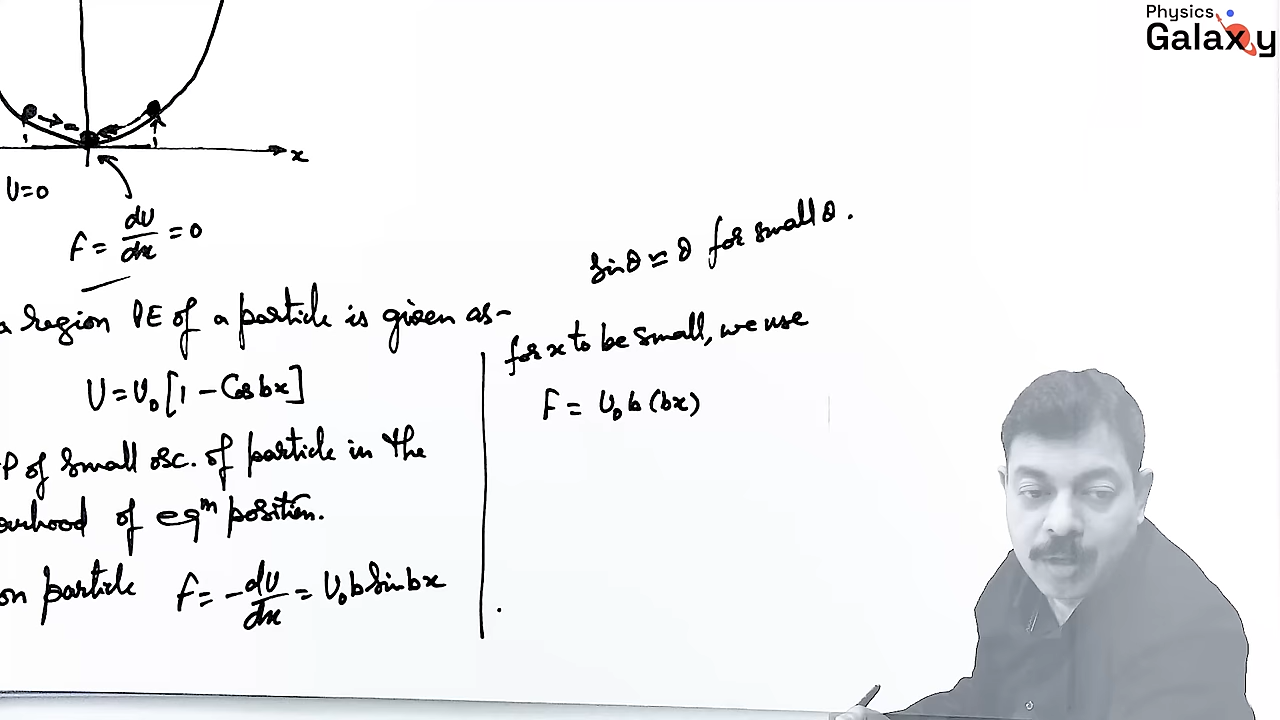 Physics
Galaxy
x
U=0
F = dU/dx = 0
sinθ ≃ θ for small θ.
a region PE of a particle is given as-
U = U₀[1 - Cos bx]
P of small osc. of particle in the
ourhood of eqᵐ position.
on particle F = -dU/dx = U₀b Sin bx
for x to be small, we use
F = U₀b(bx)